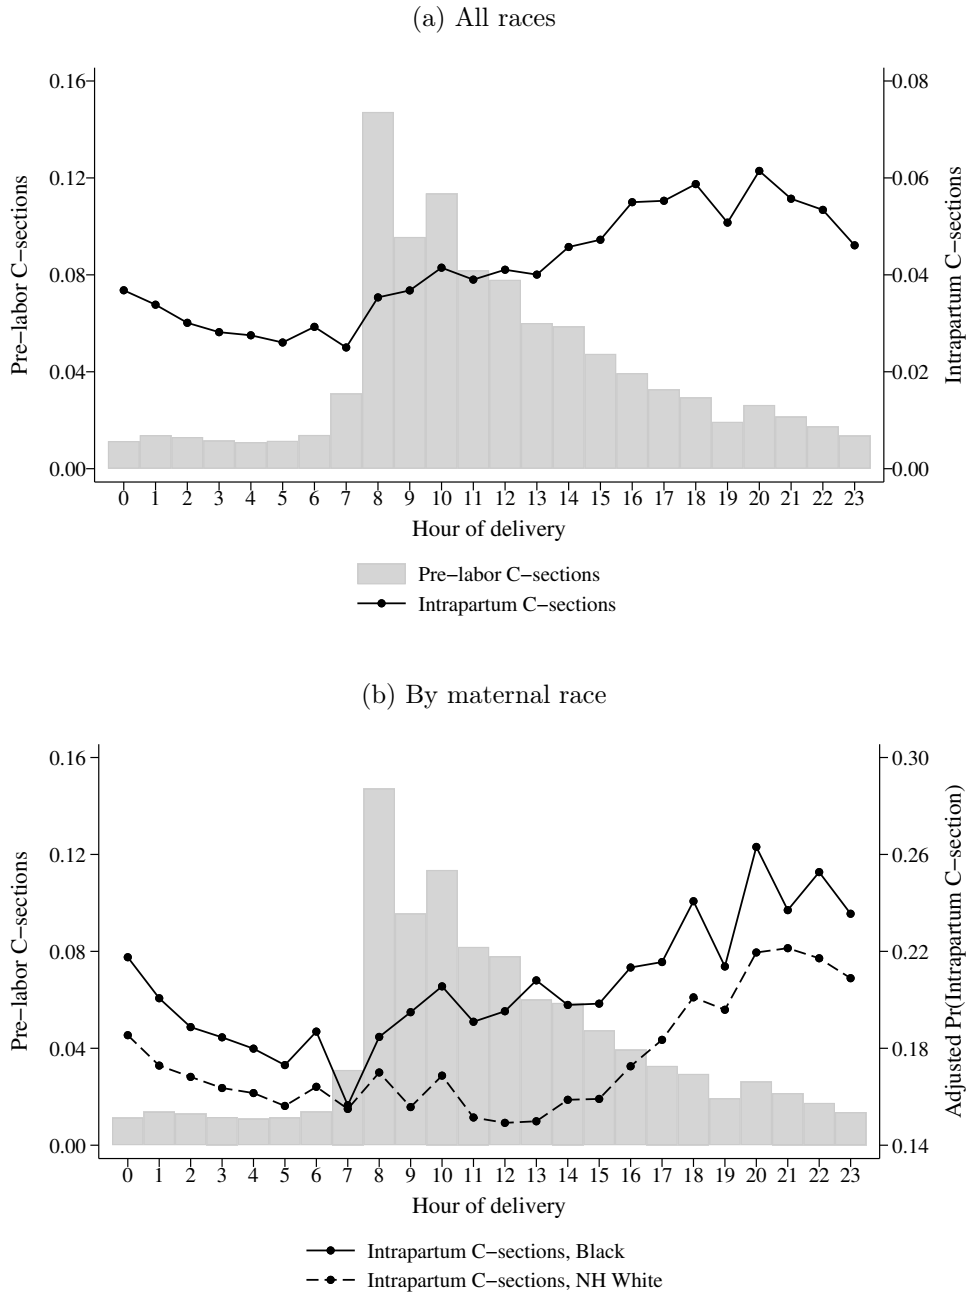 (a) All races
0.16
0.12
0.08
0.04
0.00
Pre−labor C−sections
0.08
0.06
0.04
0.02
0.00
Intrapartum C−sections
0 1 2 3 4 5 6 7 8 9 10 11 12 13 14 15 16 17 18 19 20 21 22 23
Hour of delivery
Pre−labor C−sections
Intrapartum C−sections
(b) By maternal race
0.16
0.12
0.08
0.04
0.00
Pre−labor C−sections
0.30
0.26
0.22
0.18
0.14
Adjusted Pr(Intrapartum C−section)
0 1 2 3 4 5 6 7 8 9 10 11 12 13 14 15 16 17 18 19 20 21 22 23
Hour of delivery
Intrapartum C−sections, Black
Intrapartum C−sections, NH White